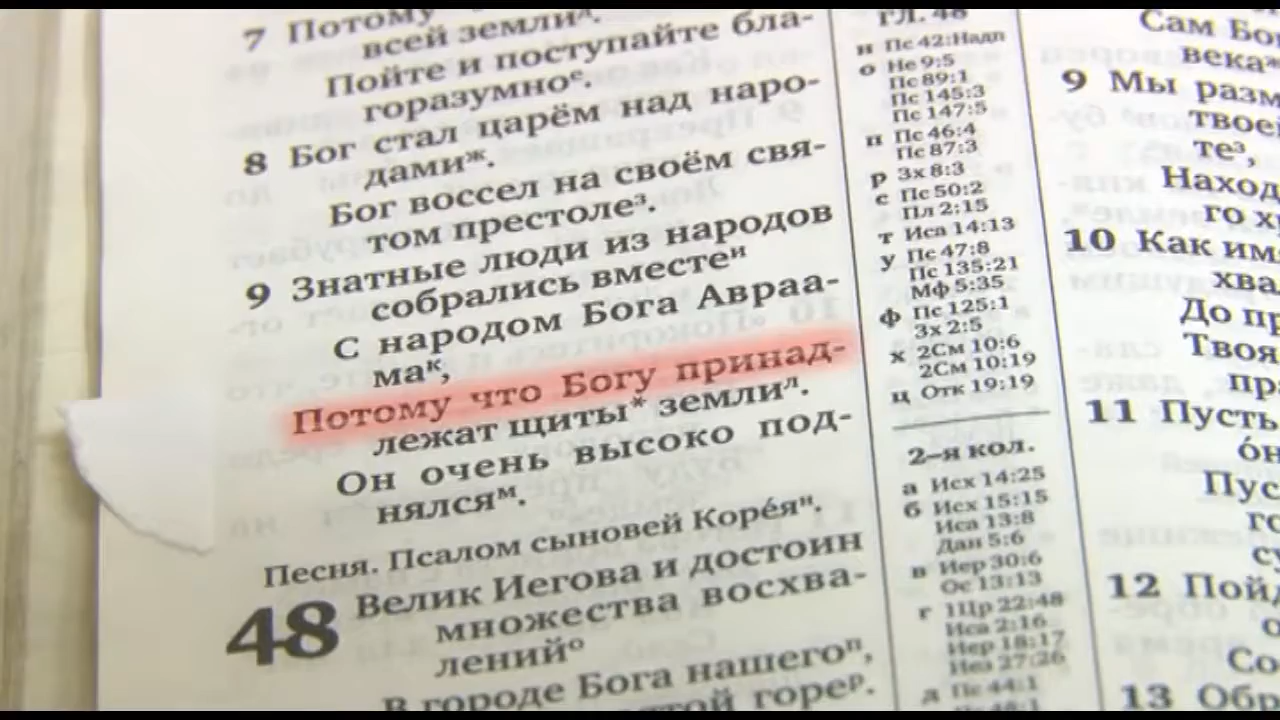 7 Потому
всей земли^л.
Пойте и поступайте бла-
горазумно^е.
8 Бог стал царём над наро-
дами^ж.
Бог воссел на своём свя-
том престоле^з.
9 Знатные люди из народов
собрались вместе^и
С народом Бога Авраа-
ма^к,
Потому что Богу принад-
лежат щиты* земли^л.
Он очень высоко под-
нялся^м.
Песня. Псалом сыновей Коре́я^н.
48 Велик Иегова и достоин
множества восхва-
лений^о
В городе Бога нашего^п,
горе^р.
гл. 48
н Пс 42:Надп
о Не 9:5
Пс 89:1
Пс 145:3
Пс 147:5
п Пс 46:4
Пс 87:3
р Зх 8:3
с Пс 50:2
Пл 2:15
т Иса 14:13
у Пс 47:8
Пс 135:21
Мф 5:35
ф Пс 125:1
Зх 2:5
х 2См 10:6
2См 10:19
ц Отк 19:19
2–я кол.
а Исх 14:25
б Исх 15:15
Иса 13:8
Дан 5:6
в Иер 30:6
Ос 13:13
г 1Цр 22:48
Иса 2:16
Иер 18:17
Иез 27:26
д Пс 44:1
Сам Бог
века^ж
9 Мы разм
твоей
те^з,
Наход
го х
10 Как им
хва
До пр
Твоя
пра
11 Пусть
о́н
Пус
го
су
12 Пойд
о
Со
13 Обр